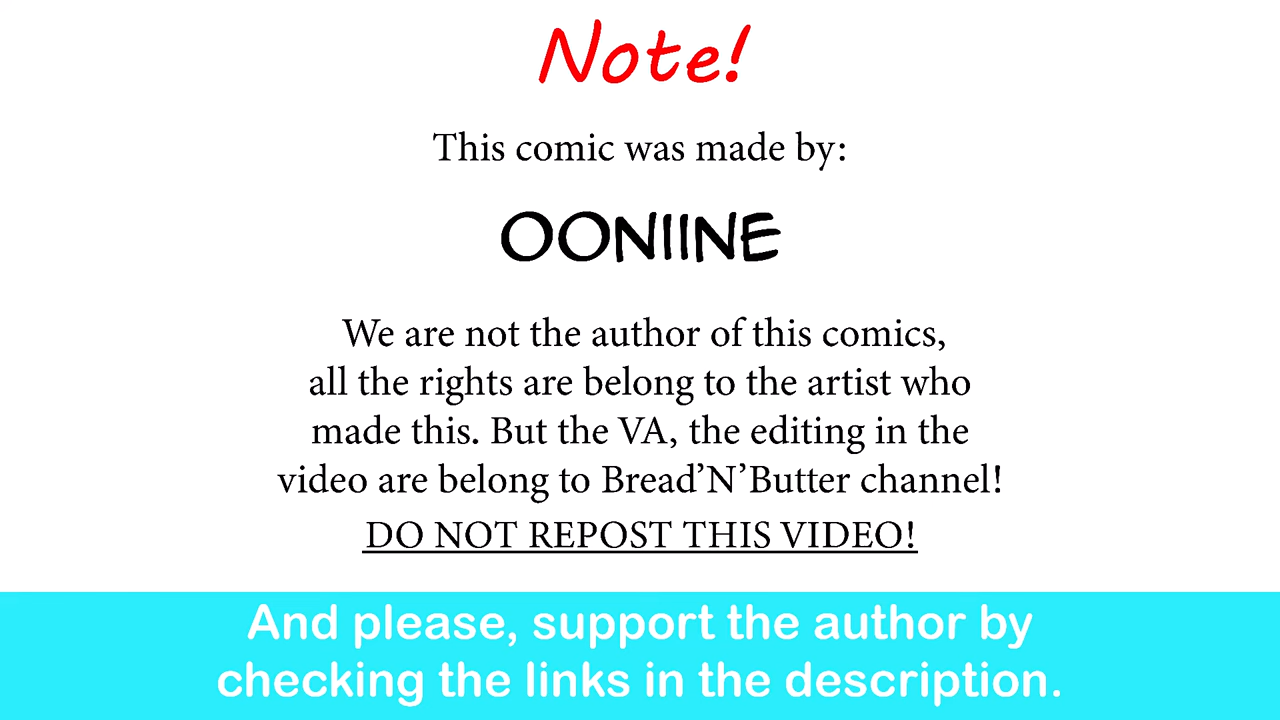 Note!
This comic was made by:
OONIINE
We are not the author of this comics,
all the rights are belong to the artist who
made this. But the VA, the editing in the
video are belong to Bread’N’Butter channel!
DO NOT REPOST THIS VIDEO!
And please, support the author by
checking the links in the description.